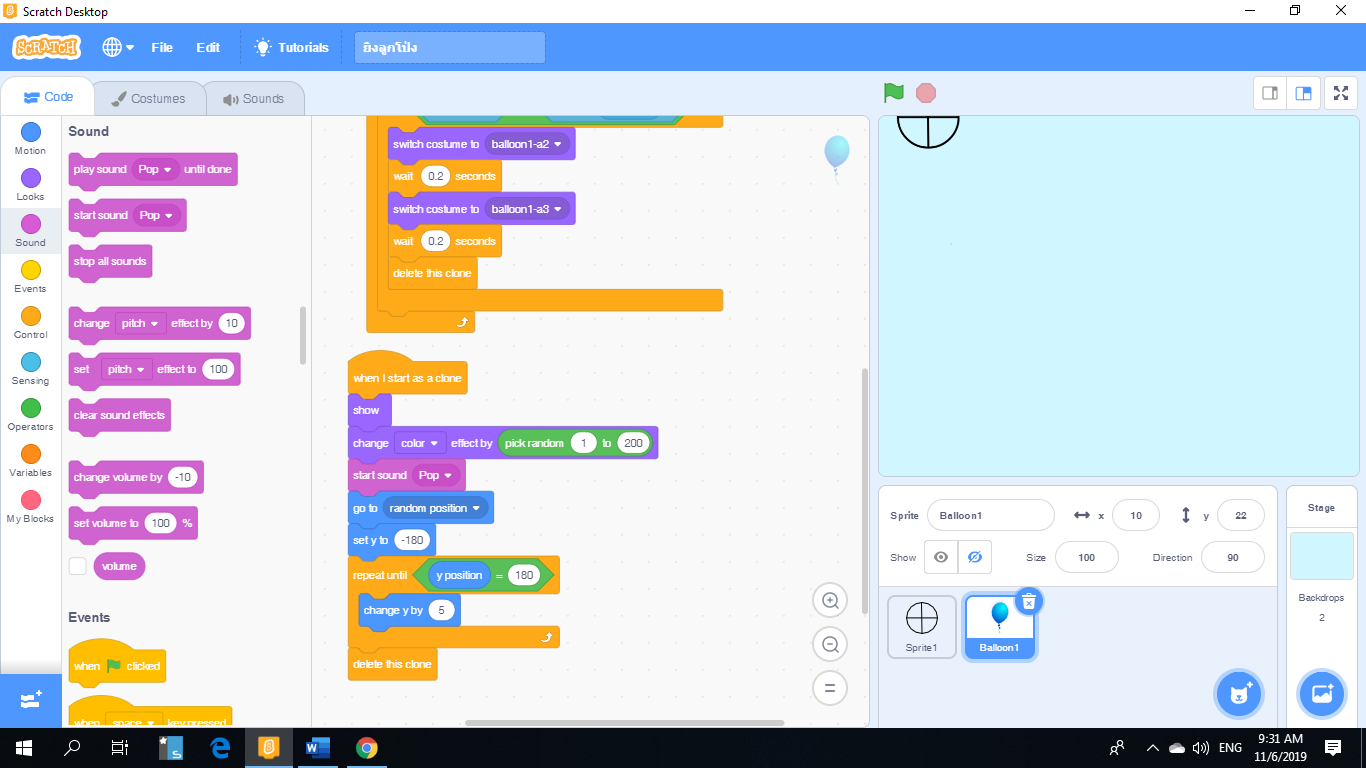 Scratch Desktop
SCRATCH
File
Edit
Tutorials
ยิงลูกโป่ง
Code
Costumes
Sounds
Motion
Looks
Sound
Events
Control
Sensing
Operators
Variables
My Blocks
Sound
play sound Pop until done
start sound Pop
stop all sounds
change pitch effect by 10
set pitch effect to 100
clear sound effects
change volume by -10
set volume to 100 %
volume
Events
when clicked
when space key pressed
switch costume to balloon1-a2
wait 0.2 seconds
switch costume to balloon1-a3
wait 0.2 seconds
delete this clone
when I start as a clone
show
change color effect by pick random 1 to 200
start sound Pop
go to random position
set y to -180
repeat until y position = 180
change y by 5
delete this clone
Sprite Balloon1 x 10 y 22
Show Size 100 Direction 90
Sprite1
Balloon1
Stage
Backdrops
2
ENG
9:31 AM
11/6/2019